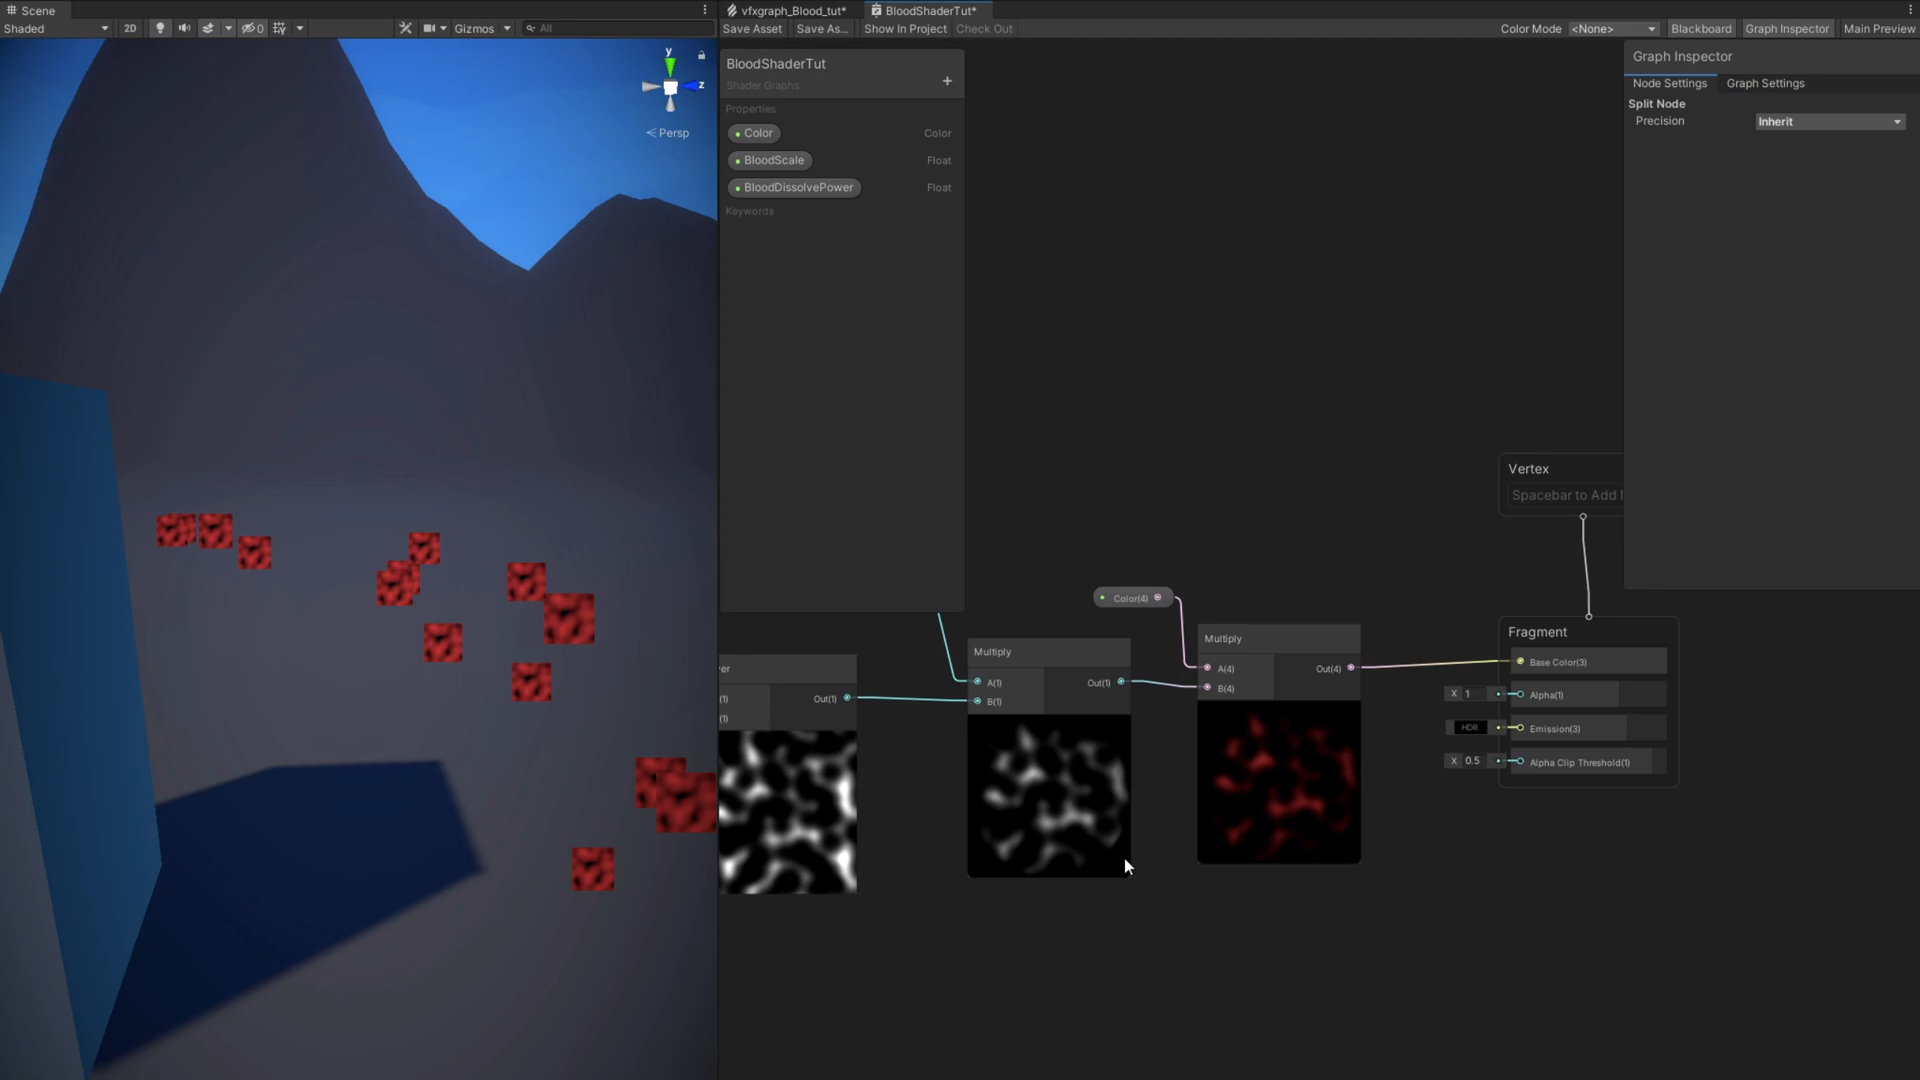 Scene
Shaded
2D
0
Gizmos
All
y
z
Persp
vfxgraph_Blood_tut*
BloodShaderTut*
Save Asset
Save As...
Show In Project
Check Out
Color Mode
<None>
Blackboard
Graph Inspector
Main Preview
BloodShaderTut
+
Shader Graphs
Properties
Color
Color
BloodScale
Float
BloodDissolvePower
Float
Keywords
Graph Inspector
Node Settings
Graph Settings
Split Node
Precision
Inherit
Vertex
Spacebar to Add
Color(4)
er
(1)
Out(1)
(1)
Multiply
A(1)
Out(1)
B(1)
Multiply
A(4)
Out(4)
B(4)
Fragment
Base Color(3)
X 1
Alpha(1)
HDR
Emission(3)
X 0.5
Alpha Clip Threshold(1)